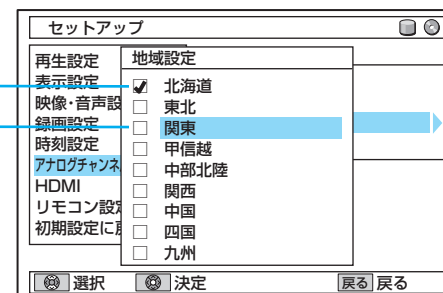 セットアップ
再生設定
表示設定
映像・音声設
録画設定
時刻設定
アナログチャンネ
HDMI
リモコン設定
初期設定に戻
地域設定
北海道
東北
関東
甲信越
中部北陸
関西
中国
四国
九州
選択 決定 戻る 戻る